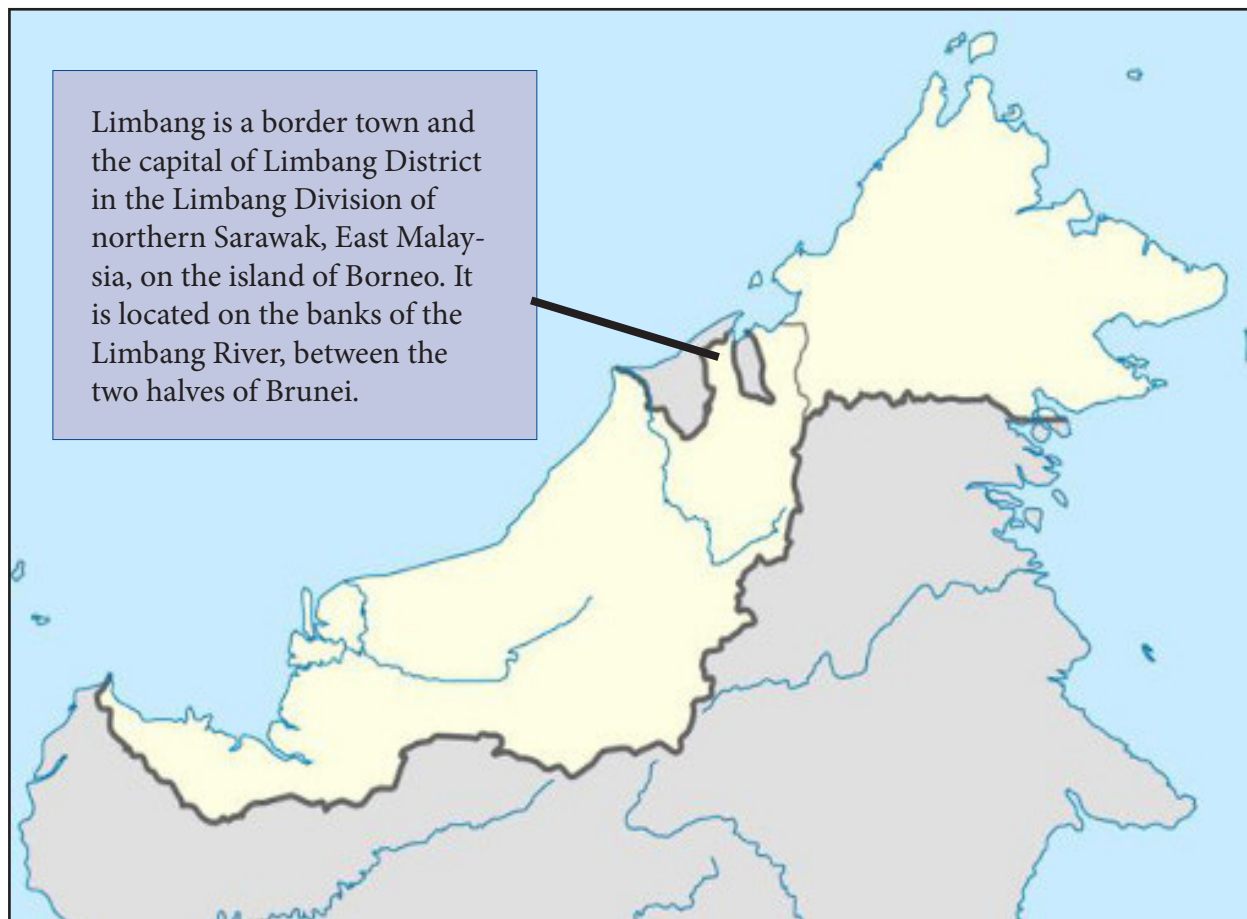 Limbang is a border town and
the capital of Limbang District
in the Limbang Division of
northern Sarawak, East Malay-
sia, on the island of Borneo. It
is located on the banks of the
Limbang River, between the
two halves of Brunei.